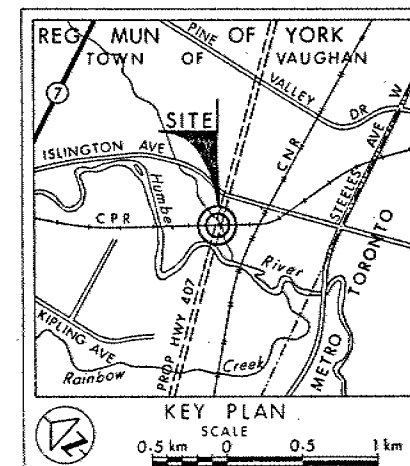 REG MUN OF YORK
TOWN OF VAUGHAN
PINE VALLEY DR
7
SITE
ISLINGTON AVE
CNR
STEELES AVE W
Humber
CPR
River
METRO TORONTO
PROP HWY 407
KIPLING AVE
Rainbow Creek
KEY PLAN
SCALE
N
0.5 km 0 0.5 1 km